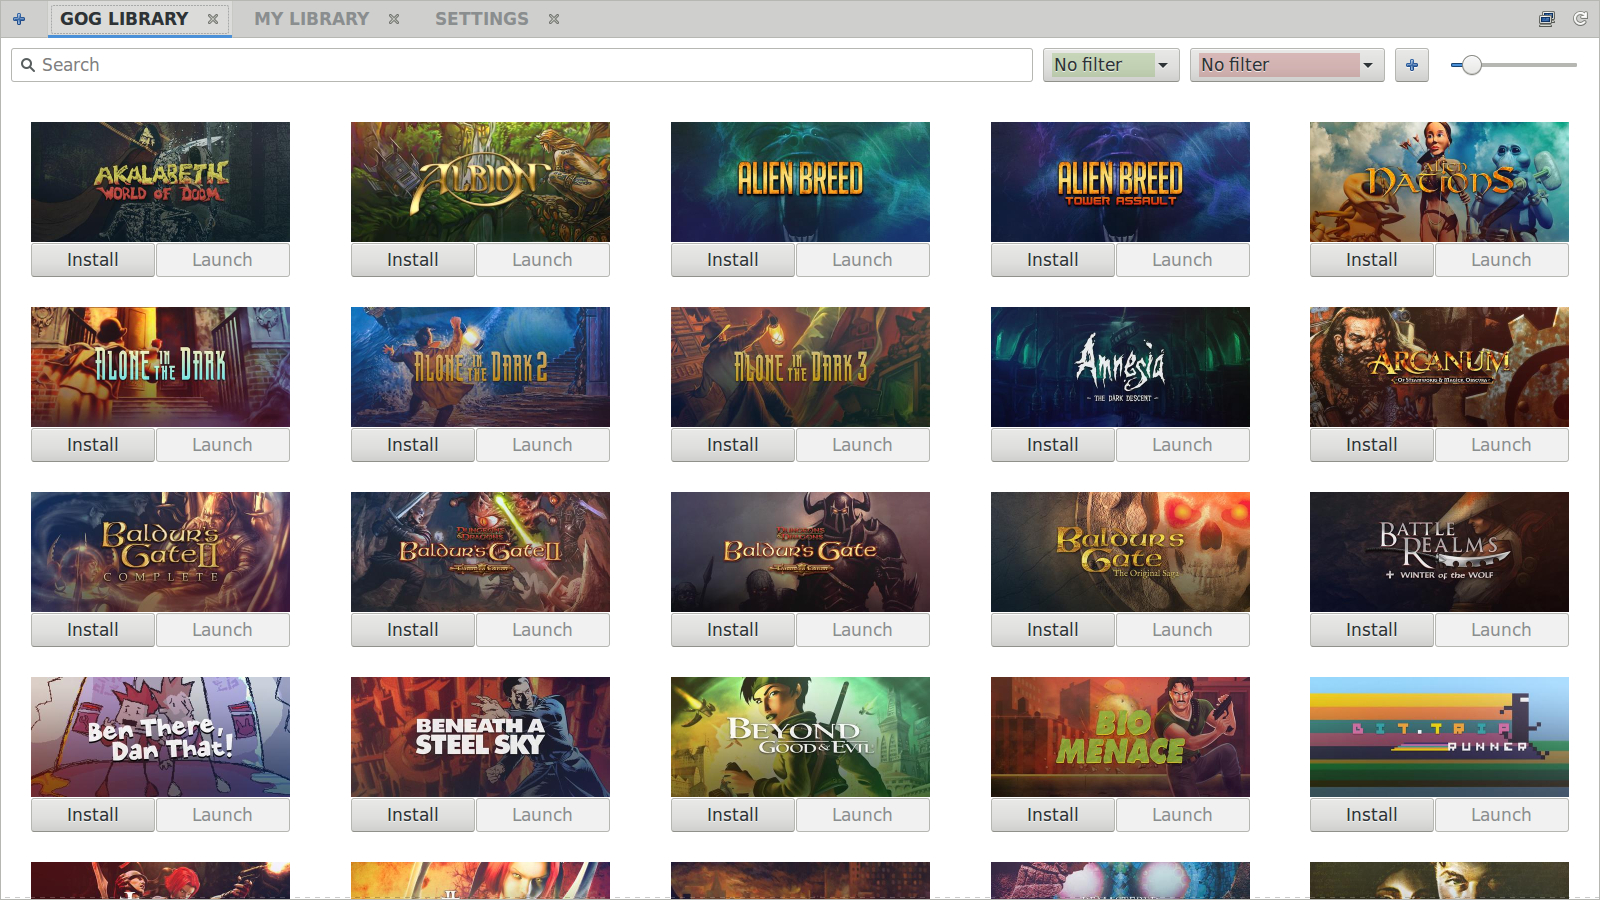 GOG LIBRARY MY LIBRARY SETTINGS
Search No filter No filter
AKALABETH
WORLD OF DOOM
ALBION
ALIEN BREED
ALIEN BREED
TOWER ASSAULT
ALIEN
NATIONS
Install Launch Install Launch Install Launch Install Launch Install Launch
ALONE IN THE DARK
ALONE IN THE DARK 2
ALONE IN THE DARK 3
Amnesia
- THE DARK DESCENT -
ARCANUM
OF STEAMWORKS & MAGICK OBSCURA
Install Launch Install Launch Install Launch Install Launch Install Launch
BALDUR'S
GATE II
COMPLETE
DUNGEONS & DRAGONS
BALDUR'S GATE II
DUNGEONS & DRAGONS
BALDUR'S GATE
BALDUR'S
GATE
The Original Saga
BATTLE
REALMS
+ WINTER of the WOLF
Install Launch Install Launch Install Launch Install Launch Install Launch
Ben There,
Dan That!
BENEATH A
STEEL SKY
BEYOND
GOOD & EVIL
BIO
MENACE
BIT.TRIP
RUNNER
Install Launch Install Launch Install Launch Install Launch Install Launch